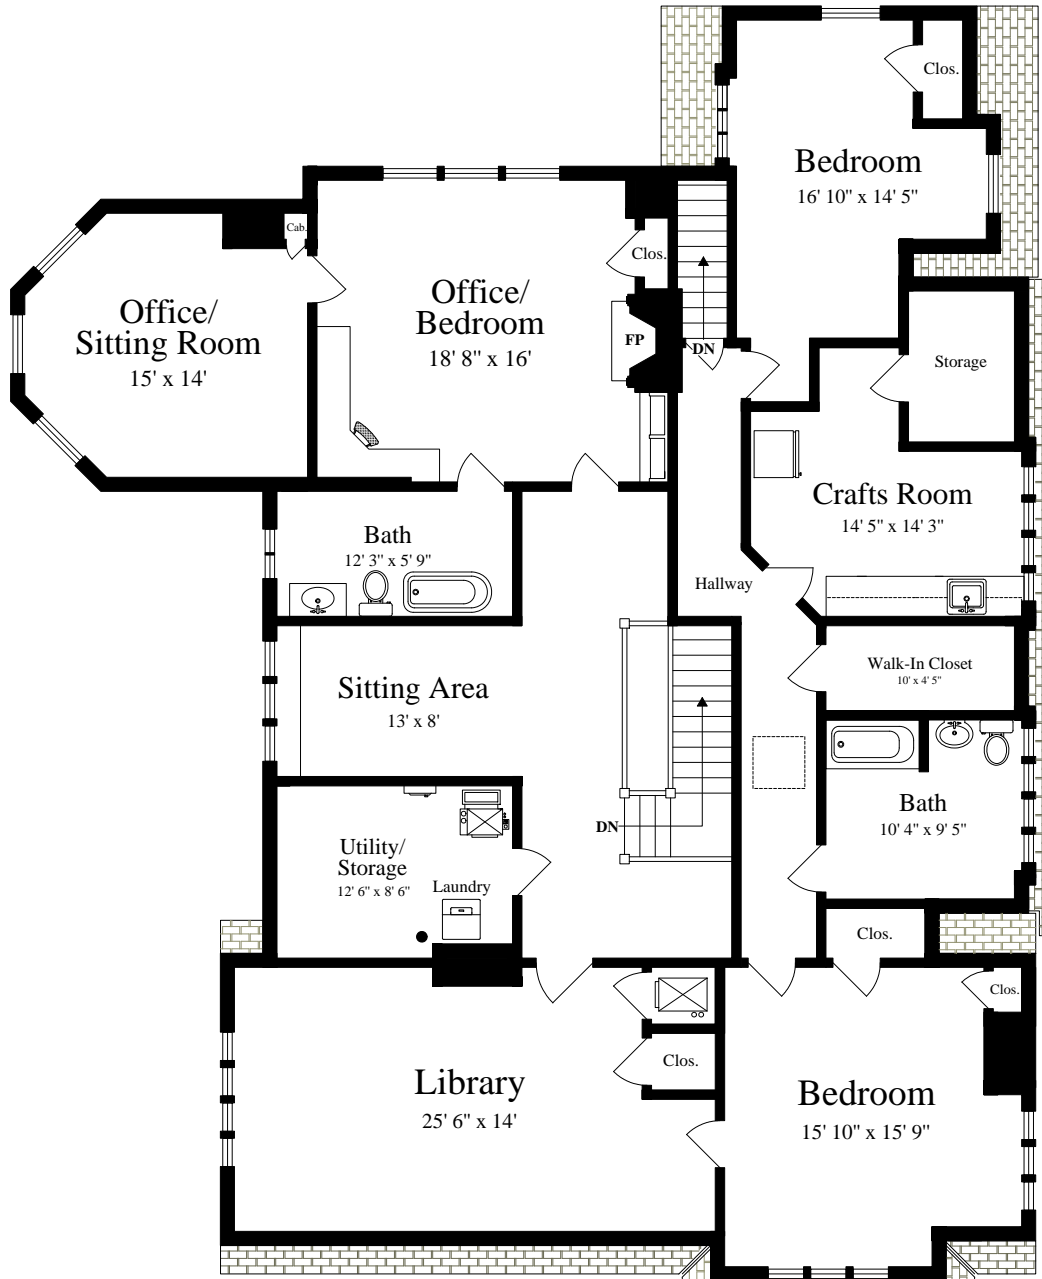 Clos.
Bedroom
16' 10" x 14' 5"
Cab.
Clos.
Office/
Bedroom
18' 8" x 16'
Office/
Sitting Room
15' x 14'
FP
DN
Storage
Crafts Room
14' 5" x 14' 3"
Bath
12' 3" x 5' 9"
Hallway
Walk-In Closet
10' x 4' 5"
Sitting Area
13' x 8'
Bath
10' 4" x 9' 5"
DN
Utility/
Storage
12' 6" x 8' 6"
Laundry
Clos.
Clos.
Clos.
Library
25' 6" x 14'
Bedroom
15' 10" x 15' 9"